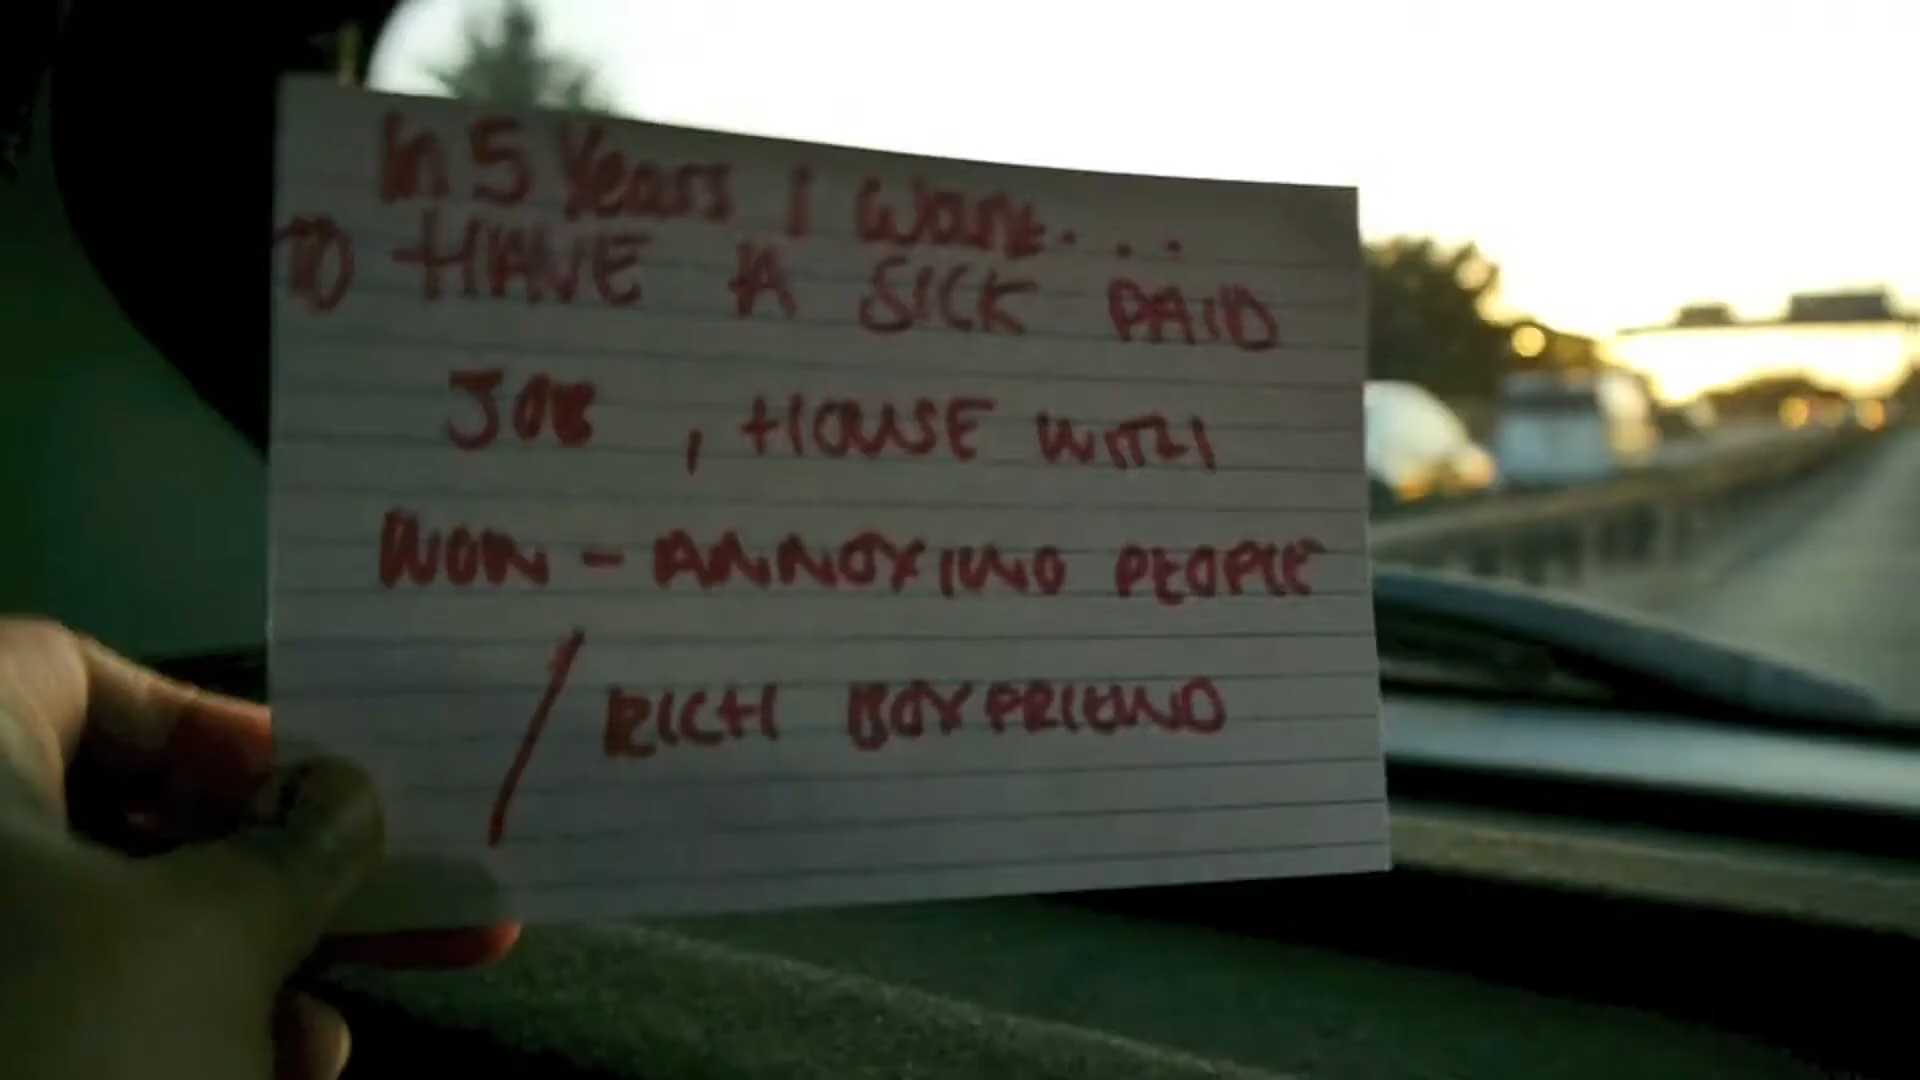 In 5 Years I want...
TO HAVE A SICK PAID
JOB, HOUSE WITH
NON-ANNOYING PEOPLE
/ RICH BOYFRIEND